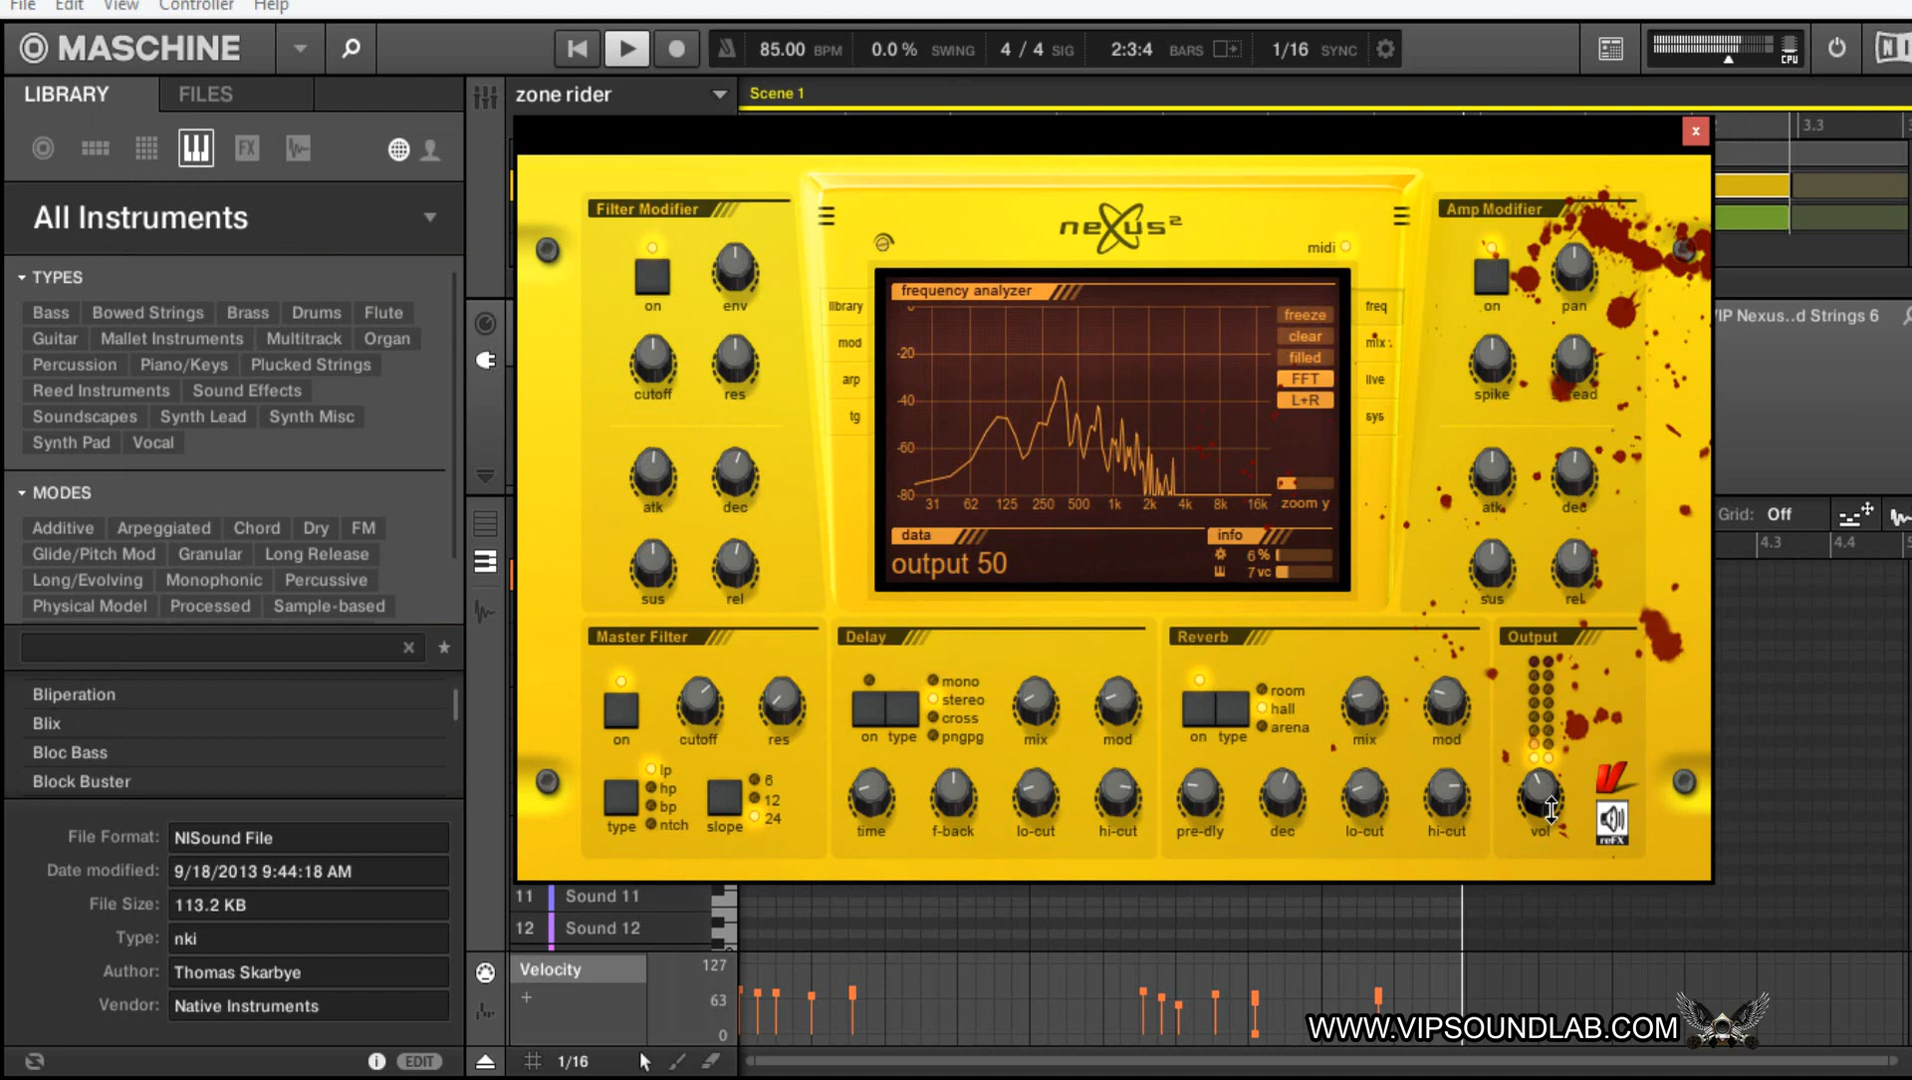 File Edit View Controller Help
MASCHINE
85.00 BPM 0.0 % SWING 4 / 4 SIG 2:3:4 BARS 1/16 SYNC
CPU
LIBRARY FILES
zone rider
Scene 1
3.3
FX
All Instruments
TYPES
Bass Bowed Strings Brass Drums Flute
Guitar Mallet Instruments Multitrack Organ
Percussion Piano/Keys Plucked Strings
Reed Instruments Sound Effects
Soundscapes Synth Lead Synth Misc
Synth Pad Vocal
MODES
Additive Arpeggiated Chord Dry FM
Glide/Pitch Mod Granular Long Release
Long/Evolving Monophonic Percussive
Physical Model Processed Sample-based
Bliperation
Blix
Bloc Bass
Block Buster
File Format: NISound File
Date modified: 9/18/2013 9:44:18 AM
File Size: 113.2 KB
Type: nki
Author: Thomas Skarbye
Vendor: Native Instruments
EDIT
x
Filter Modifier
on env
cutoff res
atk dec
sus rel
nexus²
midi
library
mod
arp
tg
freq
mix
live
sys
frequency analyzer
0
-20
-40
-60
-80
31 62 125 250 500 1k 2k 4k 8k 16k
freeze
clear
filled
FFT
L+R
zoom y
data
output 50
info
6 %
7 vc
Amp Modifier
on pan
spike spread
atk dec
sus rel
Master Filter
on cutoff res
type
lp
hp
bp
ntch
slope
6
12
24
Delay
on type
mono
stereo
cross
pngpg
mix mod
time f-back lo-cut hi-cut
Reverb
on type
room
hall
arena
mix mod
pre-dly dec lo-cut hi-cut
Output
vol
reFX
VIP Nexus..d Strings 6
Grid: Off
4.3 4.4
11 Sound 11
12 Sound 12
Velocity
127
63
0
1/16
WWW.VIPSOUNDLAB.COM